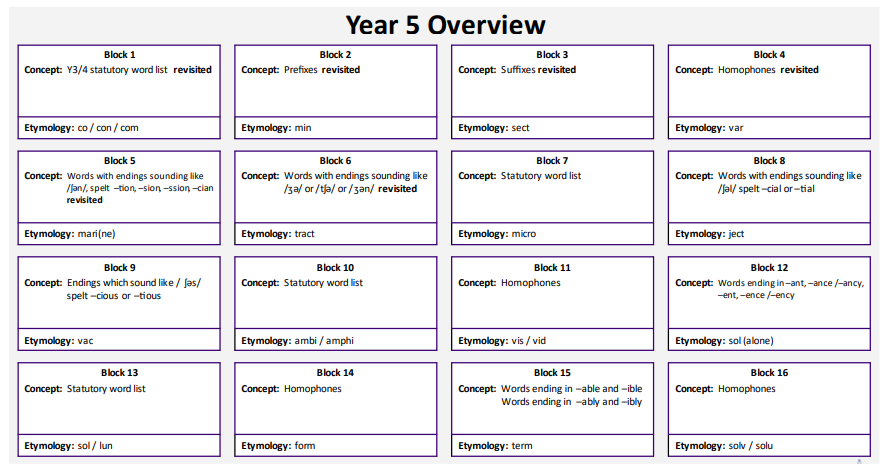 Year 5 Overview
Block 1
Concept: Y3/4 statutory word list revisited
Etymology: co / con / com
Block 2
Concept: Prefixes revisited
Etymology: min
Block 3
Concept: Suffixes revisited
Etymology: sect
Block 4
Concept: Homophones revisited
Etymology: var
Block 5
Concept: Words with endings sounding like
/ʃən/, spelt –tion, –sion, –ssion, –cian
revisited
Etymology: mari(ne)
Block 6
Concept: Words with endings sounding like
/ʒə/ or /tʃə/ or /ʒən/ revisited
Etymology: tract
Block 7
Concept: Statutory word list
Etymology: micro
Block 8
Concept: Words with endings sounding like
/ʃəl/ spelt –cial or –tial
Etymology: ject
Block 9
Concept: Endings which sound like / ʃəs/
spelt –cious or –tious
Etymology: vac
Block 10
Concept: Statutory word list
Etymology: ambi / amphi
Block 11
Concept: Homophones
Etymology: vis / vid
Block 12
Concept: Words ending in –ant, –ance /–ancy,
–ent, –ence /–ency
Etymology: sol (alone)
Block 13
Concept: Statutory word list
Etymology: sol / lun
Block 14
Concept: Homophones
Etymology: form
Block 15
Concept: Words ending in –able and –ible
Words ending in –ably and –ibly
Etymology: term
Block 16
Concept: Homophones
Etymology: solv / solu